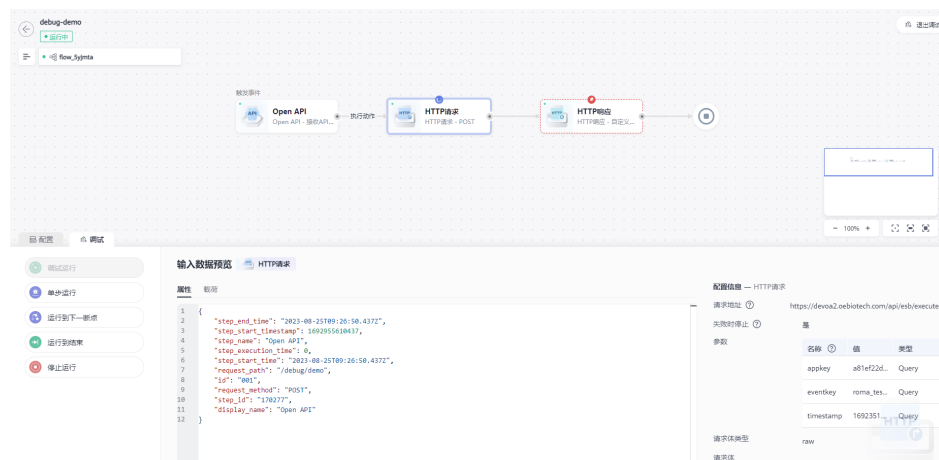 debug-demo
运行中
退出调试
flow_5yjmta
触发事件
Open API
Open API - 接收API...
执行动作
HTTP请求
HTTP请求 - POST
HTTP响应
HTTP响应 - 自定义...
100%
配置
调试
调试运行
单步运行
运行到下一断点
运行到结束
停止运行
输入数据预览 HTTP请求
属性 载荷
1 {
2 "step_end_time": "2023-08-25T09:26:50.437Z",
3 "step_start_timestamp": 1692955610437,
4 "step_name": "Open API",
5 "step_execution_time": 0,
6 "step_start_time": "2023-08-25T09:26:50.437Z",
7 "request_path": "/debug/demo",
8 "id": "001",
9 "request_method": "POST",
10 "step_id": "170277",
11 "display_name": "Open API"
12 }
配置信息 — HTTP请求
请求地址 https://devoa2.oebiotech.com/api/esb/execute
失败时停止 是
参数
名称 值 类型
appkey a81ef22d... Query
eventkey roma_tes... Query
timestamp 1692351... Query
请求体类型 raw
请求体